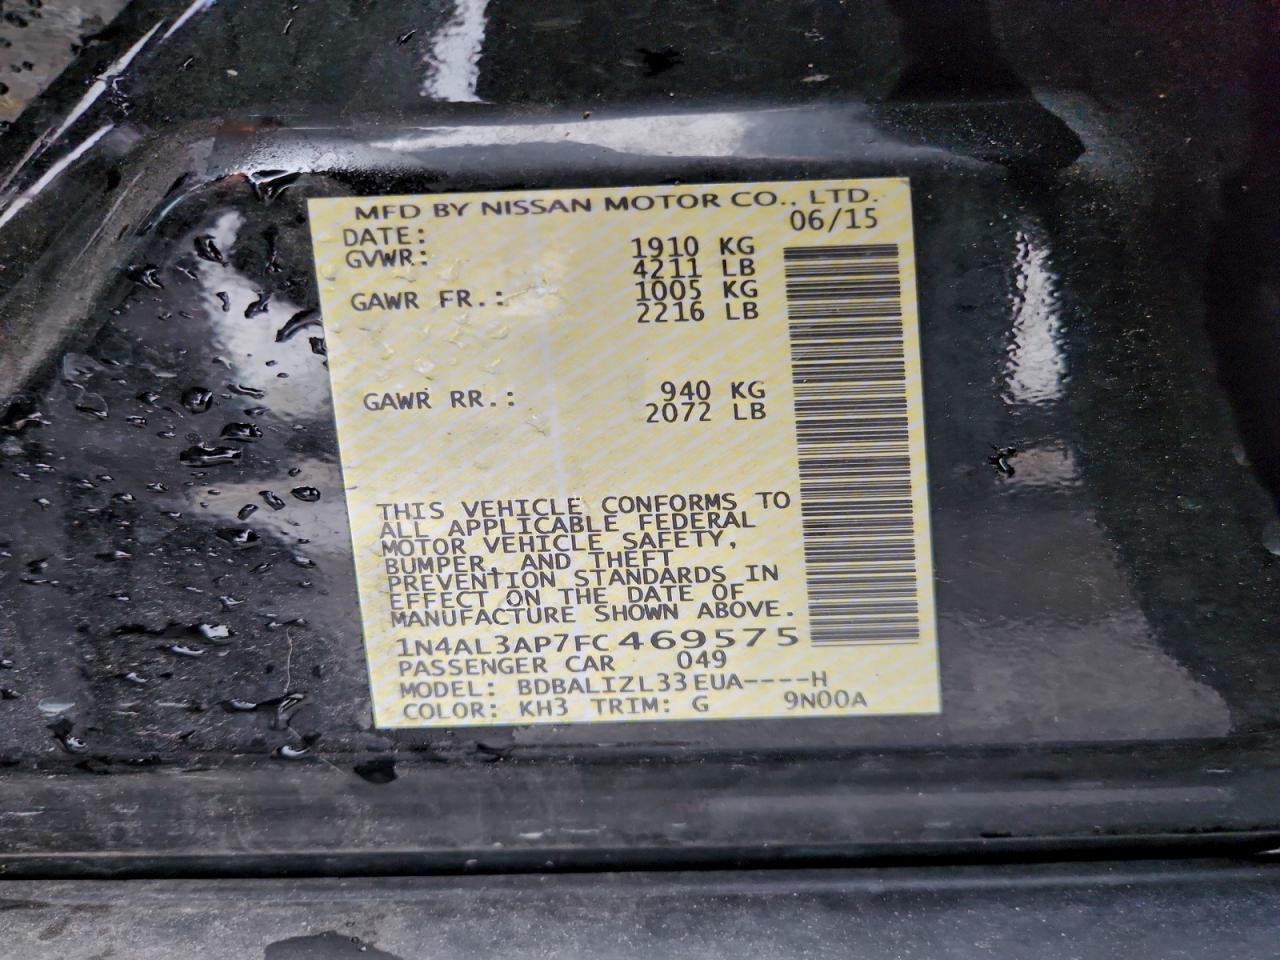 MFD BY NISSAN MOTOR CO., LTD.
DATE: 06/15
GVWR: 1910 KG
4211 LB
GAWR FR.: 1005 KG
2216 LB
GAWR RR.: 940 KG
2072 LB
THIS VEHICLE CONFORMS TO
ALL APPLICABLE FEDERAL
MOTOR VEHICLE SAFETY,
BUMPER, AND THEFT
PREVENTION STANDARDS IN
EFFECT ON THE DATE OF
MANUFACTURE SHOWN ABOVE.
1N4AL3AP7FC469575
PASSENGER CAR 049
MODEL: BDBALIZL33EUA----H
COLOR: KH3 TRIM: G 9N00A